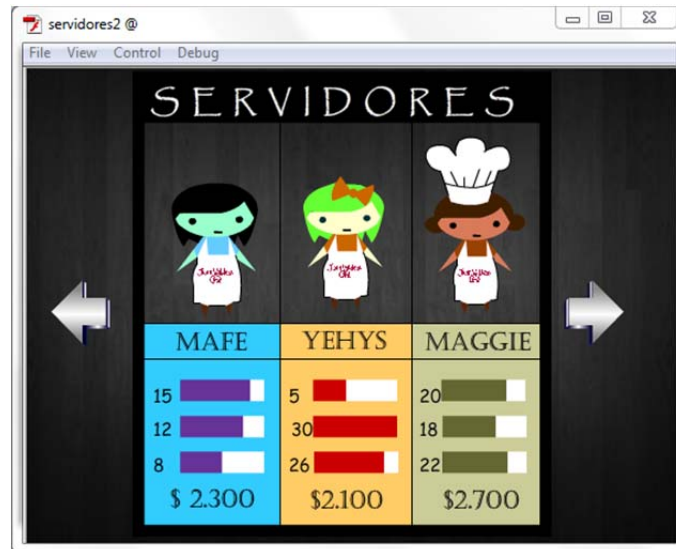 servidores2 @
File View Control Debug
SERVIDORES
MAFE YEHYS MAGGIE
15 5 20
12 30 18
8 26 22
$ 2.300 $2.100 $2.700